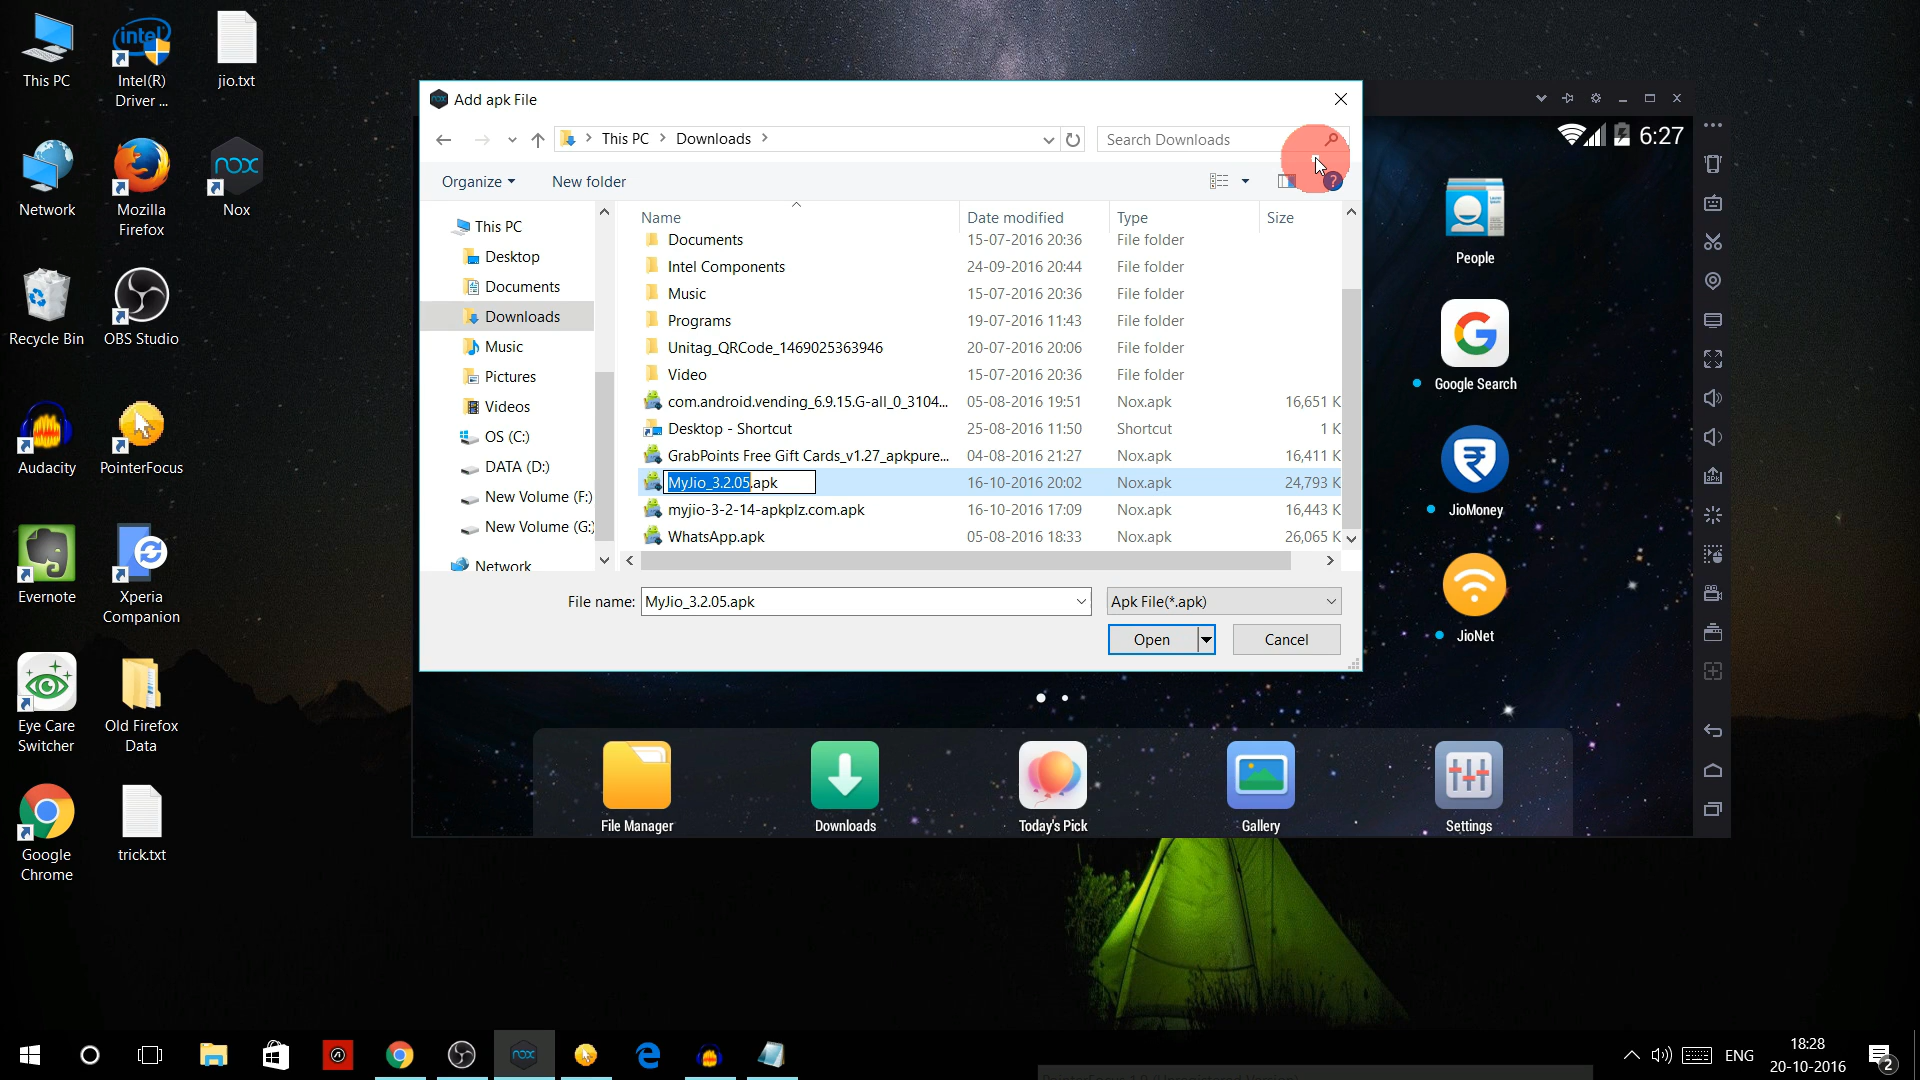 This PC
Intel(R)
Driver ...
jio.txt
Network
Mozilla
Firefox
nox
Nox
Recycle Bin
OBS Studio
Audacity
PointerFocus
Evernote
Xperia
Companion
Eye Care
Switcher
Old Firefox
Data
Google
Chrome
trick.txt
Add apk File
This PC
Downloads
Search Downloads
Organize
New folder
Name
Date modified
Type
Size
This PC
Desktop
Documents
Downloads
Music
Pictures
Videos
OS (C:)
DATA (D:)
New Volume (F:)
New Volume (G:)
Network
Documents 15-07-2016 20:36 File folder
Intel Components 24-09-2016 20:44 File folder
Music 15-07-2016 20:36 File folder
Programs 19-07-2016 11:43 File folder
Unitag_QRCode_1469025363946 20-07-2016 20:06 File folder
Video 15-07-2016 20:36 File folder
com.android.vending_6.9.15.G-all_0_3104... 05-08-2016 19:51 Nox.apk 16,651 K
Desktop - Shortcut 25-08-2016 11:50 Shortcut 1 K
GrabPoints Free Gift Cards_v1.27_apkpure... 04-08-2016 21:27 Nox.apk 16,411 K
MyJio_3.2.05.apk 16-10-2016 20:02 Nox.apk 24,793 K
myjio-3-2-14-apkplz.com.apk 16-10-2016 17:09 Nox.apk 16,443 K
WhatsApp.apk 05-08-2016 18:33 Nox.apk 26,065 K
File name: MyJio_3.2.05.apk
Apk File(*.apk)
Open
Cancel
6:27
People
Google Search
JioMoney
JioNet
File Manager
Downloads
Today's Pick
Gallery
Settings
ENG
18:28
20-10-2016
2